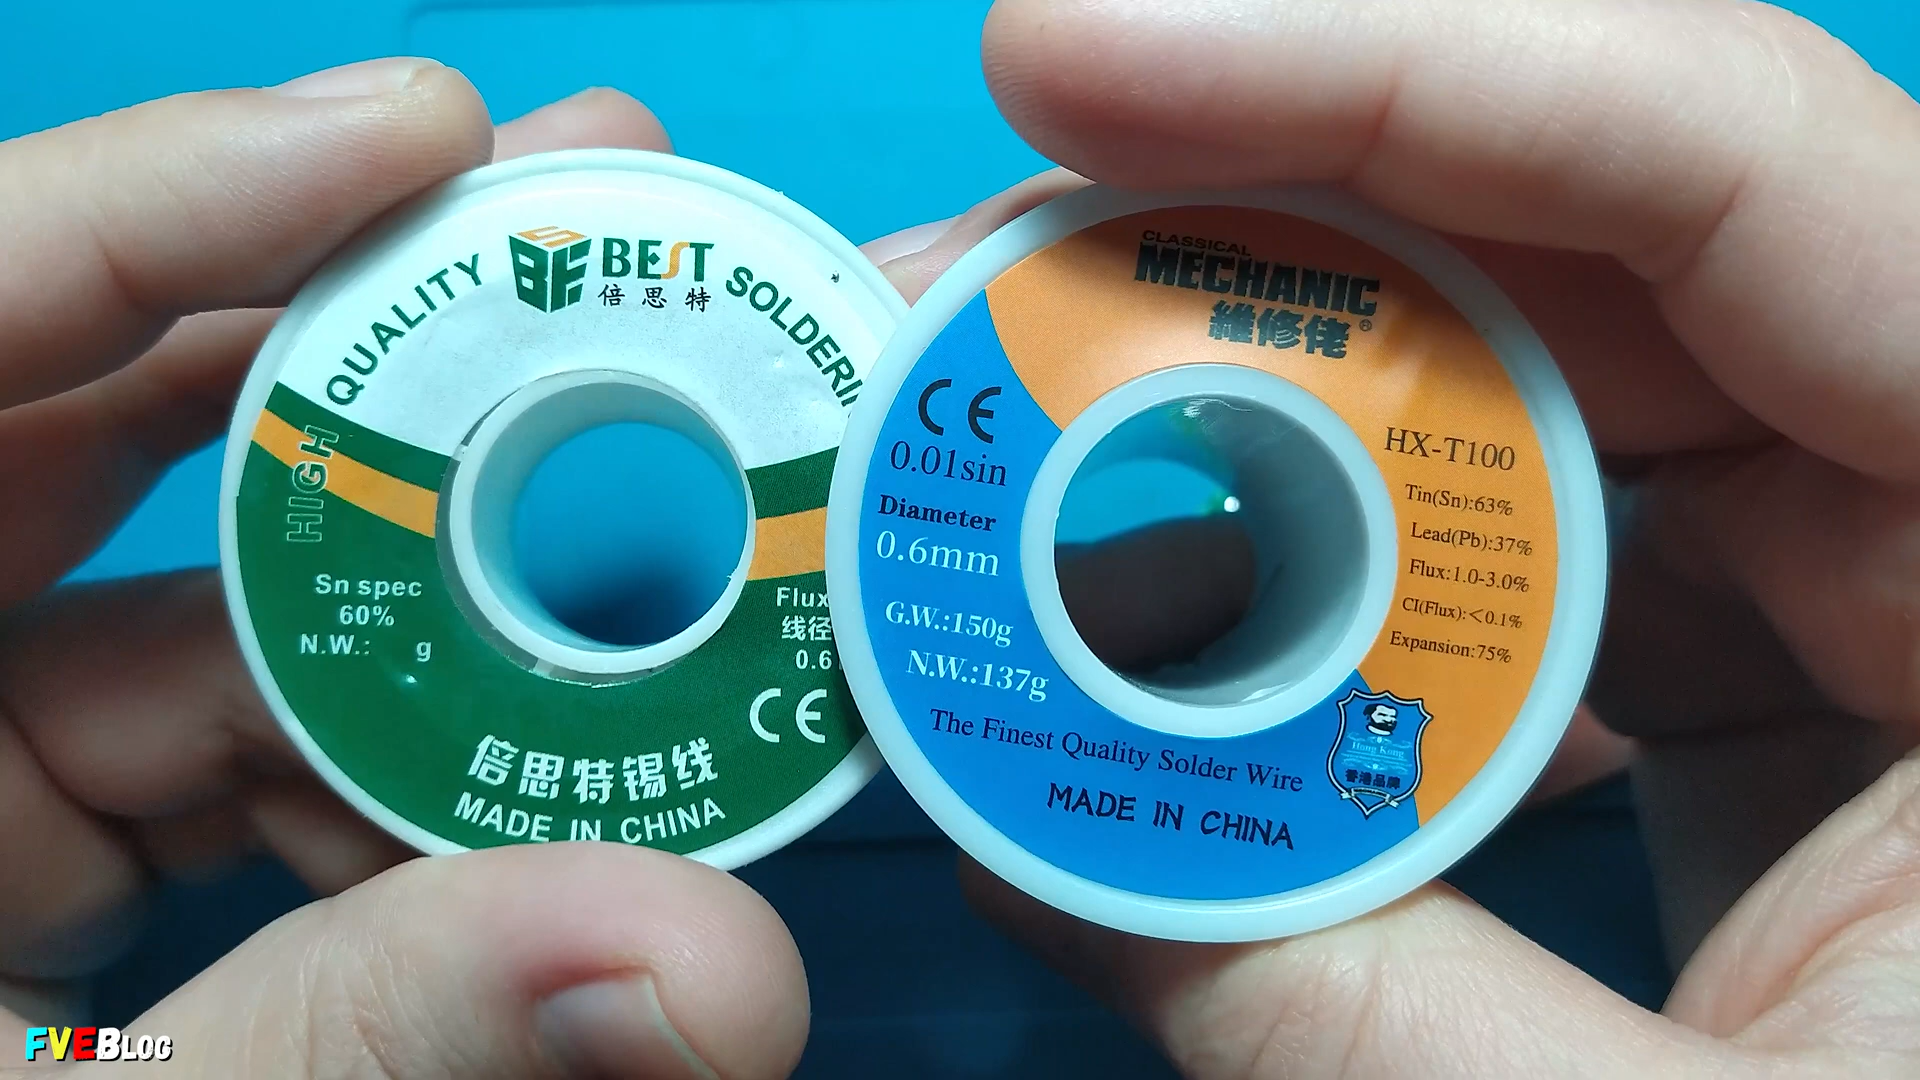 BEST
倍思特
HIGH QUALITY
Sn spec
60%
N.W.: g
Flux
线径
0.6
CE
倍思特锡线
MADE IN CHINA
CLASSICAL
MECHANIC
維修佬®
CE
0.01sin
Diameter
0.6mm
G.W.:150g
N.W.:137g
HX-T100
Tin(Sn):63%
Lead(Pb):37%
Flux:1.0-3.0%
CI(Flux):<0.1%
Expansion:75%
Hong Kong
香港品牌
The Finest Quality Solder Wire
MADE IN CHINA
FVEBLOG